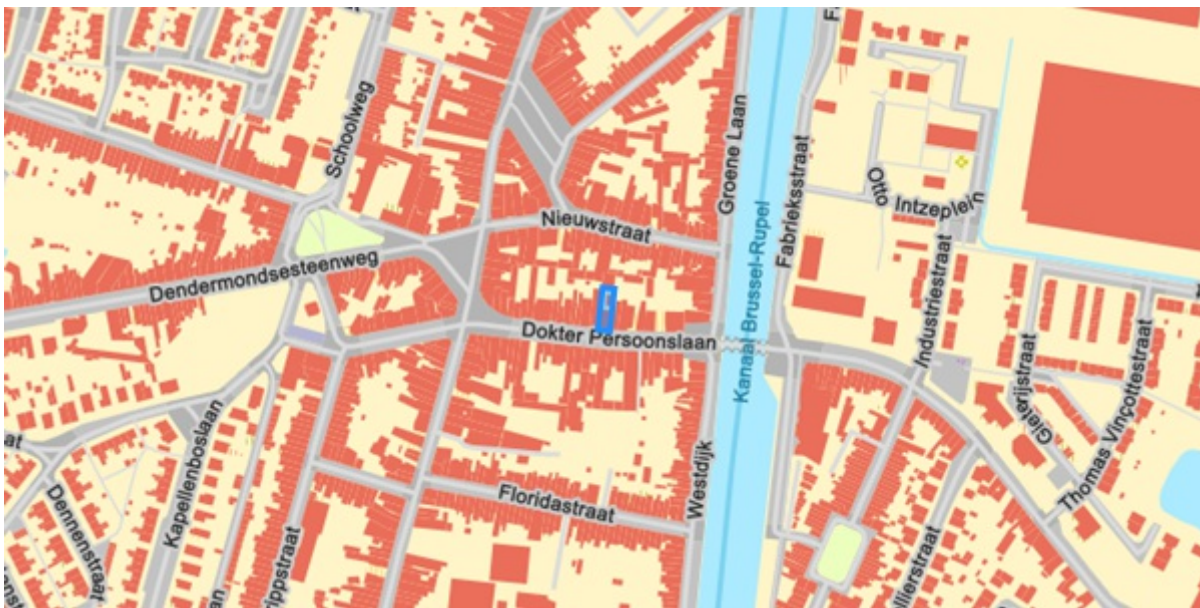 Schoolweg
Groene Laan
Otto Intzeplein
Fabrieksstraat
Nieuwstraat
Dendermondsesteenweg
Dokter Persoonslaan
Kanaal Brussel-Rupel
Industriestraat
Gieterijstraat
Thomas Vinçottestraat
Kapellenboslaan
Westdijk
Floridastraat
Dennenstraat